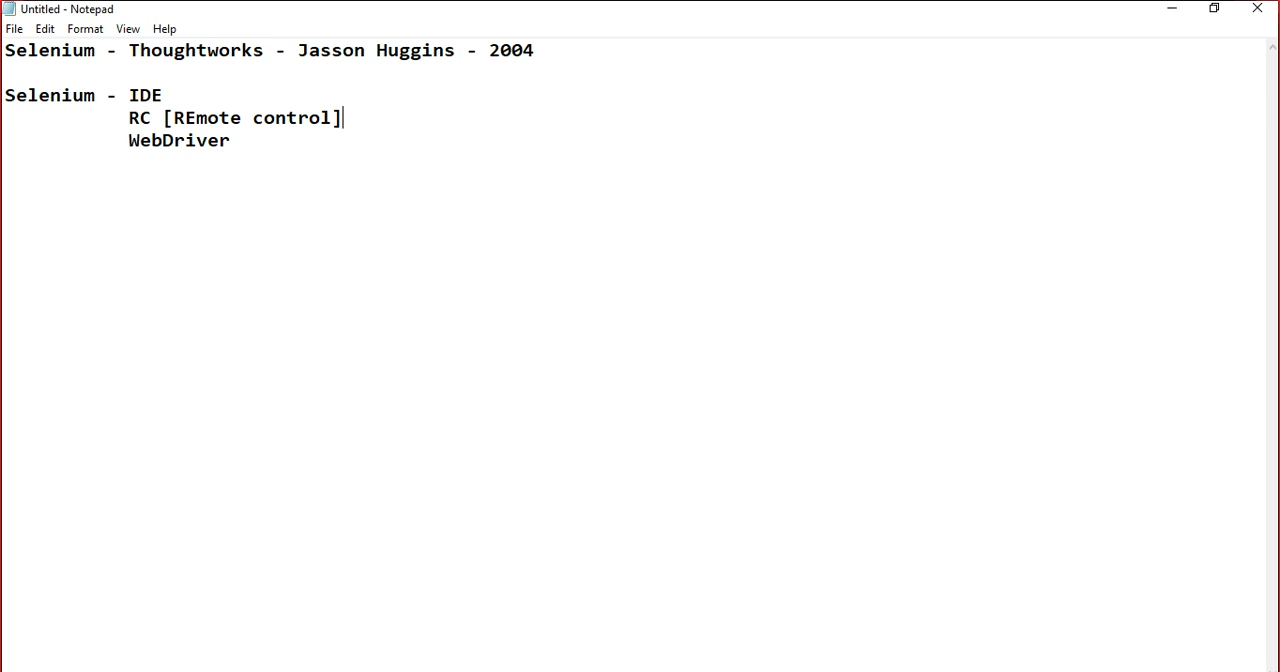 Untitled - Notepad
File Edit Format View Help
Selenium - Thoughtworks - Jasson Huggins - 2004
Selenium - IDE
RC [REmote control]
WebDriver